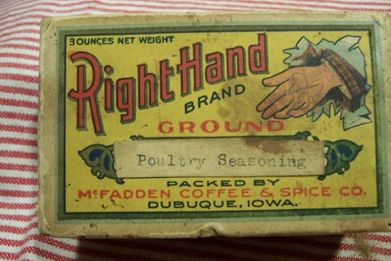 3 OUNCES NET WEIGHT
Right Hand
BRAND
GROUND
Poultry Seasoning
PACKED BY
McFADDEN COFFEE & SPICE CO.
DUBUQUE, IOWA.